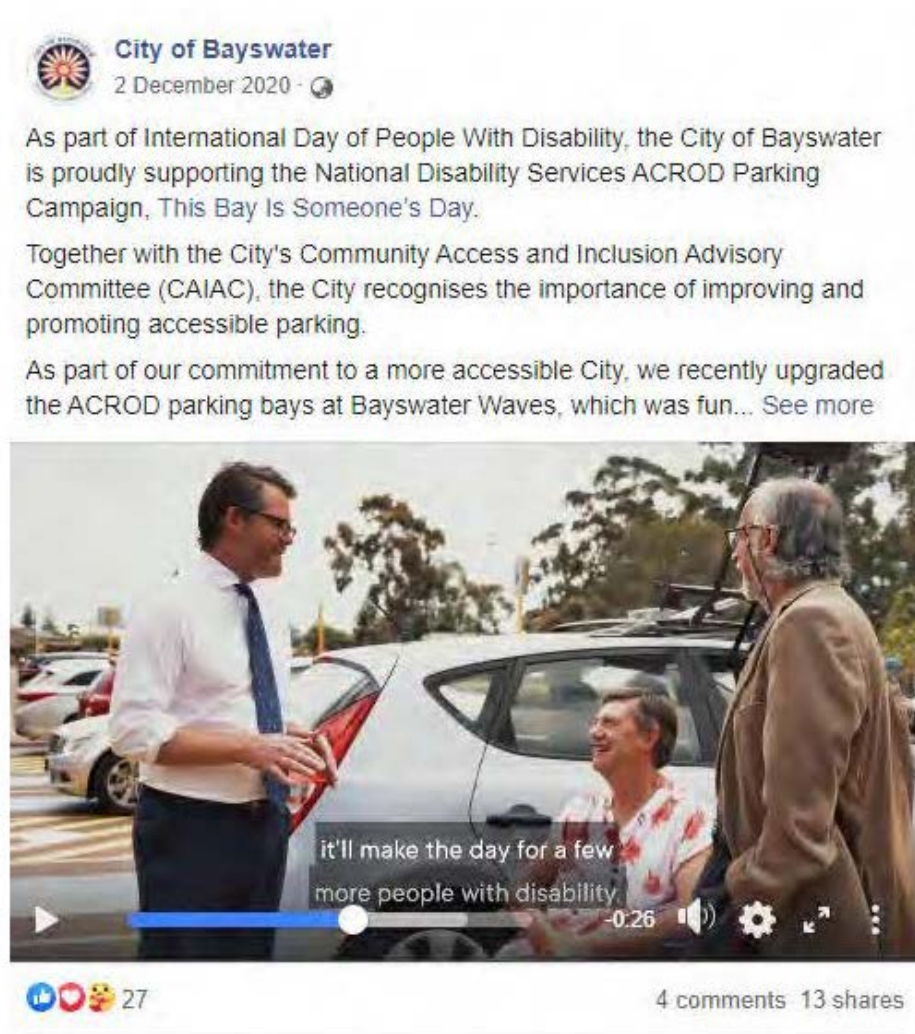 City of Bayswater
2 December 2020 ·
As part of International Day of People With Disability, the City of Bayswater
is proudly supporting the National Disability Services ACROD Parking
Campaign, This Bay Is Someone's Day.
Together with the City's Community Access and Inclusion Advisory
Committee (CAIAC), the City recognises the importance of improving and
promoting accessible parking.
As part of our commitment to a more accessible City, we recently upgraded
the ACROD parking bays at Bayswater Waves, which was fun... See more
it'll make the day for a few
more people with disability.
-0:26
27
4 comments 13 shares